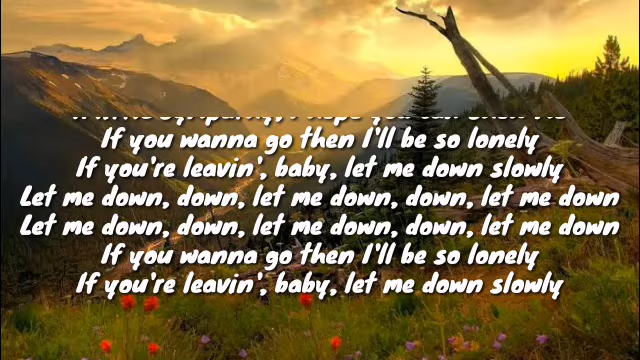 If you wanna go then I'll be so lonely
If you're leavin', baby, let me down slowly
Let me down, down, let me down, down, let me down
Let me down, down, let me down, down, let me down
If you wanna go then I'll be so lonely
If you're leavin', baby, let me down slowly